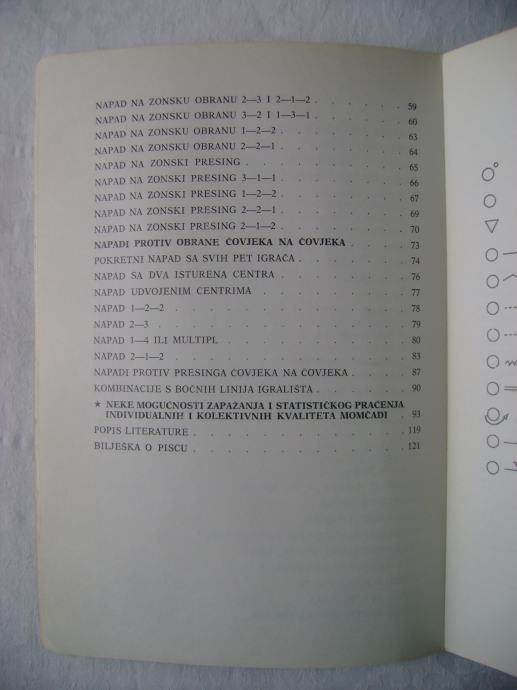 NAPAD NA ZONSKU OBRANU 2—3 I 2—1—2 . . . . . . 59
NAPAD NA ZONSKU OBRANU 3—2 I 1—3—1 . . . . . . 60
NAPAD NA ZONSKU OBRANU 1—2—2 . . . . . . . 63
NAPAD NA ZONSKU OBRANU 2—2—1 . . . . . . . 64
NAPAD NA ZONSKI PRESING . . . . . . . . 65
NAPAD NA ZONSKI PRESING 3—1—1 . . . . . . . 66
NAPAD NA ZONSKI PRESING 1—2—2 . . . . . . . 67
NAPAD NA ZONSKI PRESING 2—2—1 . . . . . . . 69
NAPAD NA ZONSKI PRESING 2—1—2 . . . . . . . 70
NAPADI PROTIV OBRANE ČOVJEKA NA ČOVJEKA . . . . . 73
POKRETNI NAPAD SA SVIH PET IGRAČA . . . . . . 74
NAPAD SA DVA ISTURENA CENTRA . . . . . . . 76
NAPAD UDVOJENIM CENTRIMA . . . . . . . . 77
NAPAD 1—2—2 . . . . . . . . . . . 78
NAPAD 2—3 . . . . . . . . . . . 79
NAPAD 1—4 ILI MULTIPL . . . . . . . . . 80
NAPAD 2—1—2 . . . . . . . . . . . 83
NAPADI PROTIV PRESINGA ČOVJEKA NA ČOVJEKA . . . . . 87
KOMBINACIJE S BOČNIH LINIJA IGRALIŠTA . . . . . . 90
★ NEKE MOGUĆNOSTI ZAPAŽANJA I STATISTIČKOG PRAĆENJA
INDIVIDUALNIH I KOLEKTIVNIH KVALITETA MOMČADI . 93
POPIS LITERATURE . . . . . . . . . . 119
BILJEŠKA O PISCU . . . . . . . . . . 121